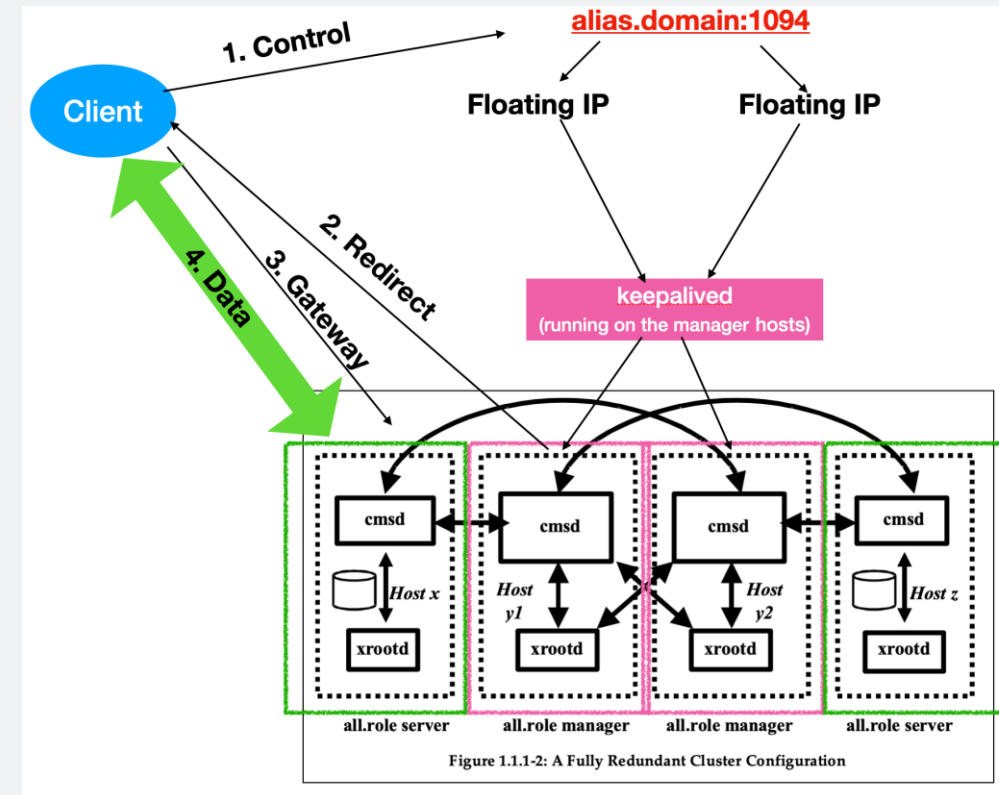 alias.domain:1094
1. Control
Client
Floating IP
Floating IP
2. Redirect
3. Gateway
4. Data
keepalived
(running on the manager hosts)
cmsd
cmsd
cmsd
cmsd
Host x
Host
y1
Host
y2
Host z
xrootd
xrootd
xrootd
xrootd
all.role server
all.role manager
all.role manager
all.role server
Figure 1.1.1-2: A Fully Redundant Cluster Configuration